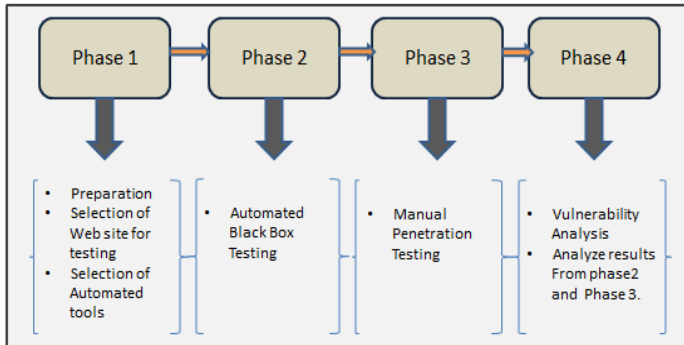 Phase 1
Phase 2
Phase 3
Phase 4
• Preparation
• Selection of
Web site for
testing
• Selection of
Automated
tools
• Automated
Black Box
Testing
• Manual
Penetration
Testing
• Vulnerability
Analysis
• Analyze results
From phase2
and Phase 3.